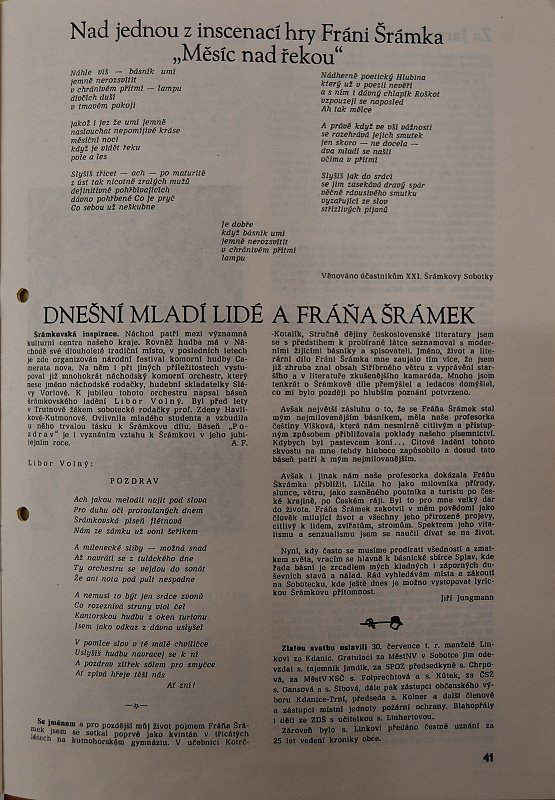 Nad jednou z inscenací hry Fráni Šrámka
„Měsíc nad řekou“
Náhle víš — básník umí
jemně nerozsvítit
v chráněném přítmí — lampu
dívčích duší
v tmavém pokoji
jakož i jez že umí jemně
naslouchat nepomíjivé kráse
měsíční noci
když je vidět řeku
pole a les
Slyšíš třicet — ach — po maturitě
z úst tak nicotně zralých mužů
definitivně pohřbívajících
dávno pohřbené Co je pryč
Co sebou už neškubne
Nádherně poetický Hlubina
který už v poezii nevěří
a s ním i dávný chlapík Roškot
vzpouzejí se naposled
Ah tak mělce
A právě když ve vší vážnosti
se rozehrává jejich smutek
jen skoro — ne docela —
dva mladí se našli
očima v přítmí
Slyšíš jak do srdcí
se jim zasekává dravý spár
věčně rdousivého smutku
vyzařující ze slov
střízlivých pijanů
Je dobře
když básník umí
jemně nerozsvítit
v chráněném přítmí
lampu
Věnováno účastníkům XXI. Šrámkovy Sobotky
DNEŠNÍ MLADÍ LIDÉ A FRÁŇA ŠRÁMEK
Šrámkovská inspirace. Náchod patří mezi významná
kulturní centra našeho kraje. Rovněž hudba má v Ná-
chodě své dlouholeté tradiční místo, v posledních letech
je zde organizován národní festival komorní hudby Ca-
merata nova. Na něm i při jiných příležitostech vystu-
poval již mnohokrát náchodský komorní orchestr, který
nese jméno náchodské rodačky, hudební skladatelky Slá-
vy Vorlové. K jubileu tohoto orchestru napsal báseň
šrámkovského ladění Libor Volný. Byl před lety
v Trutnově žákem sobotecké rodačky prof. Zdeny Havlí-
kové-Kutmonové. Ovlivnila mladého studenta a vzbudila
u něho trvalou lásku k Šrámkovu dílu. Báseň „Po-
zdrav“ je i vyznáním vztahu k Šrámkovi v jeho jubi-
lejním roce. A. F.
Libor Volný:
POZDRAV
Ach jakou melodii najít pod slova
Pro duhu očí protoulaných dnem
Šrámkovská píseň flétnová
Nám ze zámku už voní šeříkem
A milenecké sliby — možná snad
Až navrátí se z tuláckého dne
Ty orchestru se vejdou do sonát
Že ani nota pod pult nespadne
A nemusí to být jen srdce zvonů
Co rozezníva struny viol čel
Kantorskou hudbu z oken turionu
Jsem jako odkaz z dávna uslyšel
V pomlce slov v té malé chvilčice
Uslyšíš hudbu navracej se k ní
A pozdrav zítřek sólem pro smyčce
Ať zpívá hřeje těší nás
Ať zní!
Se jménem a pro pozdější můj život pojmem Fráňa Šrá-
mek jsem se setkal poprvé jako kvintán v třicátých
létech na kutnohorském gymnáziu. V učebnici Kotrč-
-Kotalík, Stručné dějiny československé literatury jsem
se s předstihem k probírané látce seznamoval s moder-
ními žijícími básníky a spisovateli. Jméno, život a lite-
rární dílo Fráni Šrámka mne zaujalo tím více, že jsem
již zhruba znal obsah Stříbrného větru z vyprávění star-
šího a v literatuře zkušenějšího kamaráda. Mnoho jsem
tenkrát o Šrámkově díle přemýšlel a ledacos domýšlel,
co mi bylo později po hlubším poznání potvrzeno.
Avšak největší zásluhu o to, že se Fráňa Šrámek stal
mým nejmilovanějším básníkem, měla naše profesorka
češtiny Víšková, která nám nesmírně citlivým a přístup-
ným způsobem přibližovala poklady našeho písemnictví.
Kdybych byl pastevcem koní... Citové ladění tohoto
skvostu na mne tehdy hluboce zapůsobilo a dosud tato
báseň patří k mým nejmilovanějším.
Avšak i jinak nám naše profesorka dokázala Fráňu
Škrámka přiblížit. Líčila ho jako milovníka přírody,
slunce, větru, jako zasněného poutníka a turistu po čes-
ké krajině, po Českém ráji. Byl to pro mne velký dar
do života. Fráňa Šrámek zakotvil v mém povědomí jako
člověk milující život a všechny jeho přirozené projevy,
citlivý k lidem, zvířatům, stromům. Spektrem jeho vita-
lismu a senzualismu jsem se naučil dívat se na život.
Nyní, kdy často se musíme prodírati všedností a zmat-
kem světa, vracím se hlavně k básnické sbírce Splav, kde
řada básní je zrcadlem mých kladných i záporných du-
ševních stavů a nálad. Rád vyhledávám místa a zákoutí
na Sobotecku, kde ještě dnes je možno vystopovat lyric-
kou Šrámkovu přítomnost.
Jiří Jungmann
Zlatou svatbu oslavili 30. července t. r. manželé Lin-
kovi ze Kdanic. Gratulaci za MěstNV v Sobotce jim ode-
vzdal s. tajemník Jandík, za SPOZ předsedkyně s. Chrpo-
vá, za MěstV KSČ s. Folprechtová a s. Kůtek, za ČSŽ
s. Gansová a s. Šibová, dále pak zástupci občanského vý-
boru Kdanice-Trní, předseda s. Kolner a další členové
a zástupci místní jednoty požární ochrany. Blahopřály
i děti ze ZDŠ s učitelkou s. Linhartovou.
Zároveň bylo s. Linkovi předáno čestné uznání za
25 let vedení kroniky obce.
41